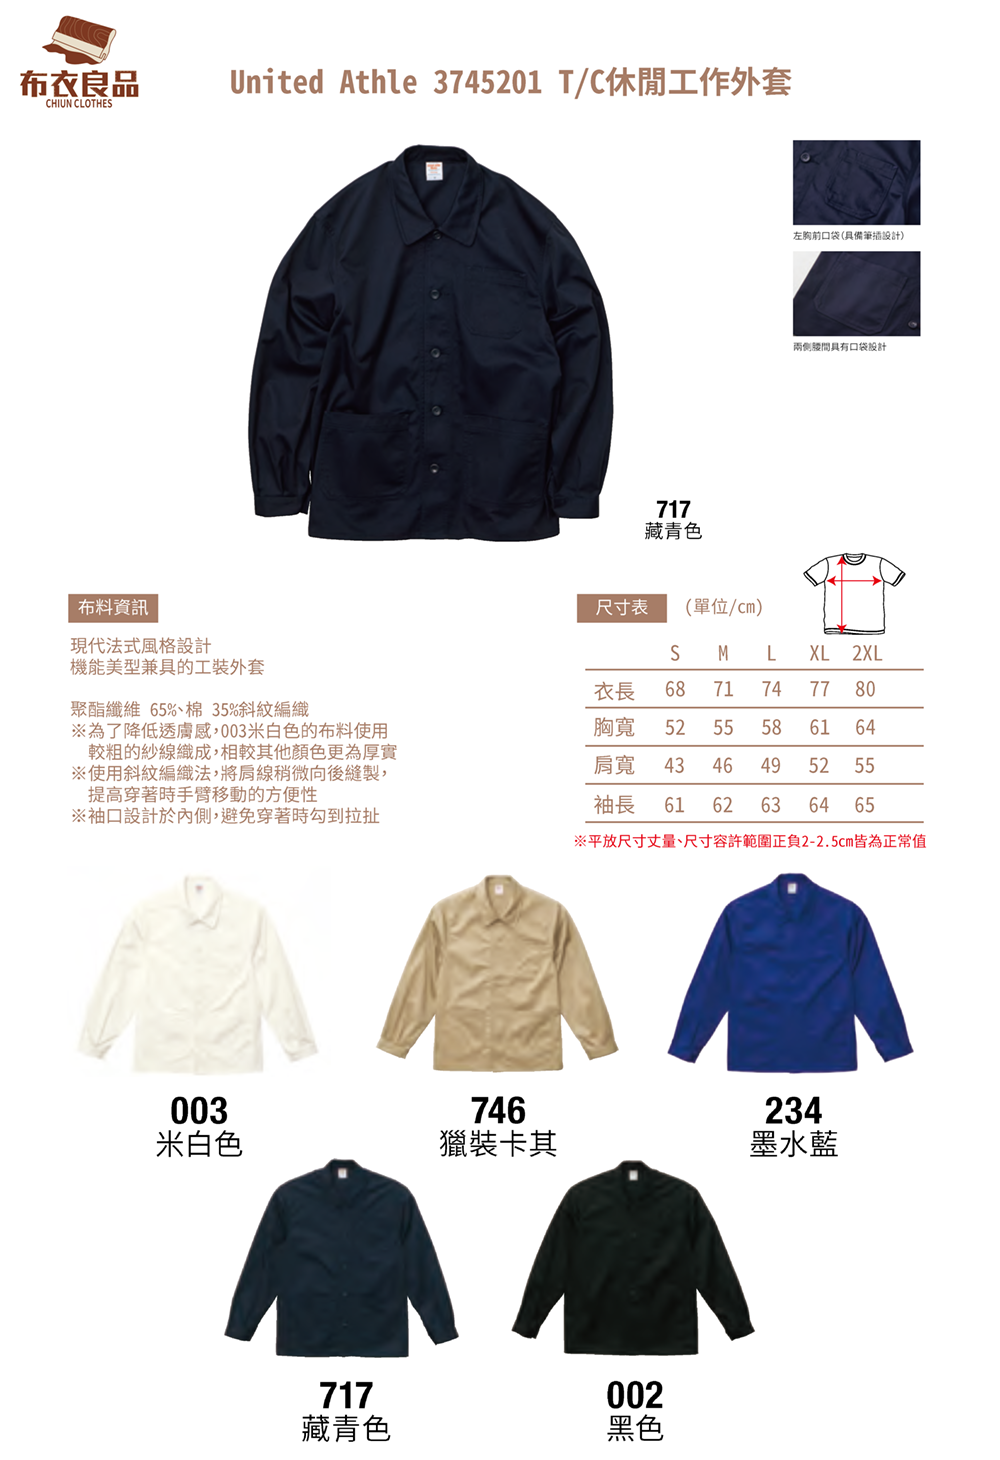 布衣良品
CHIUN CLOTHES
United Athle 3745201 T/C休閒工作外套
左胸前口袋(具備筆插設計)
兩側腰間具有口袋設計
717
藏青色
布料資訊
現代法式風格設計
機能美型兼具的工裝外套
聚酯纖維 65%、棉 35%斜紋編織
※為了降低透膚感,003米白色的布料使用
較粗的紗線織成,相較其他顏色更為厚實
※使用斜紋編織法,將肩線稍微向後縫製,
提高穿著時手臂移動的方便性
※袖口設計於內側,避免穿著時勾到拉扯
尺寸表 (單位/cm)
S M L XL 2XL
衣長 68 71 74 77 80
胸寬 52 55 58 61 64
肩寬 43 46 49 52 55
袖長 61 62 63 64 65
※平放尺寸丈量、尺寸容許範圍正負2-2.5cm皆為正常值
003
米白色
746
獵裝卡其
234
墨水藍
717
藏青色
002
黑色